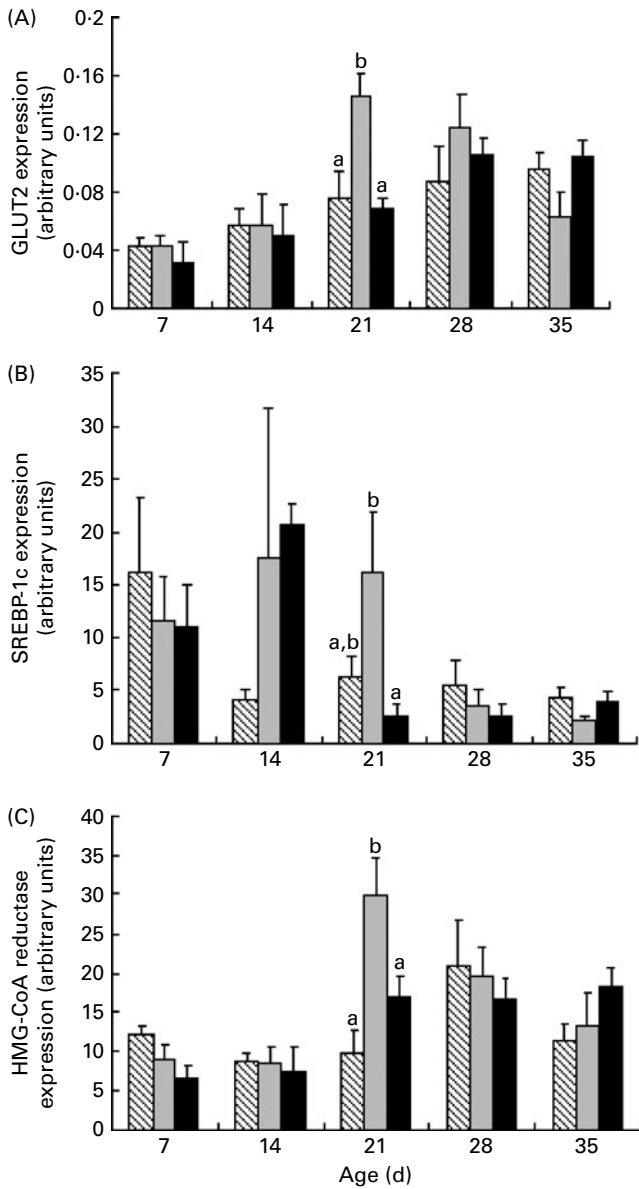 (A)
GLUT2 expression
(arbitrary units)
0·2
0·16
0·12
0·08
0·04
0
a
b
a
7 14 21 28 35
(B)
SREBP-1c expression
(arbitrary units)
35
30
25
20
15
10
5
0
a,b
b
a
7 14 21 28 35
(C)
HMG-CoA reductase
expression (arbitrary units)
40
35
30
25
20
15
10
5
0
a
b
a
7 14 21 28 35
Age (d)